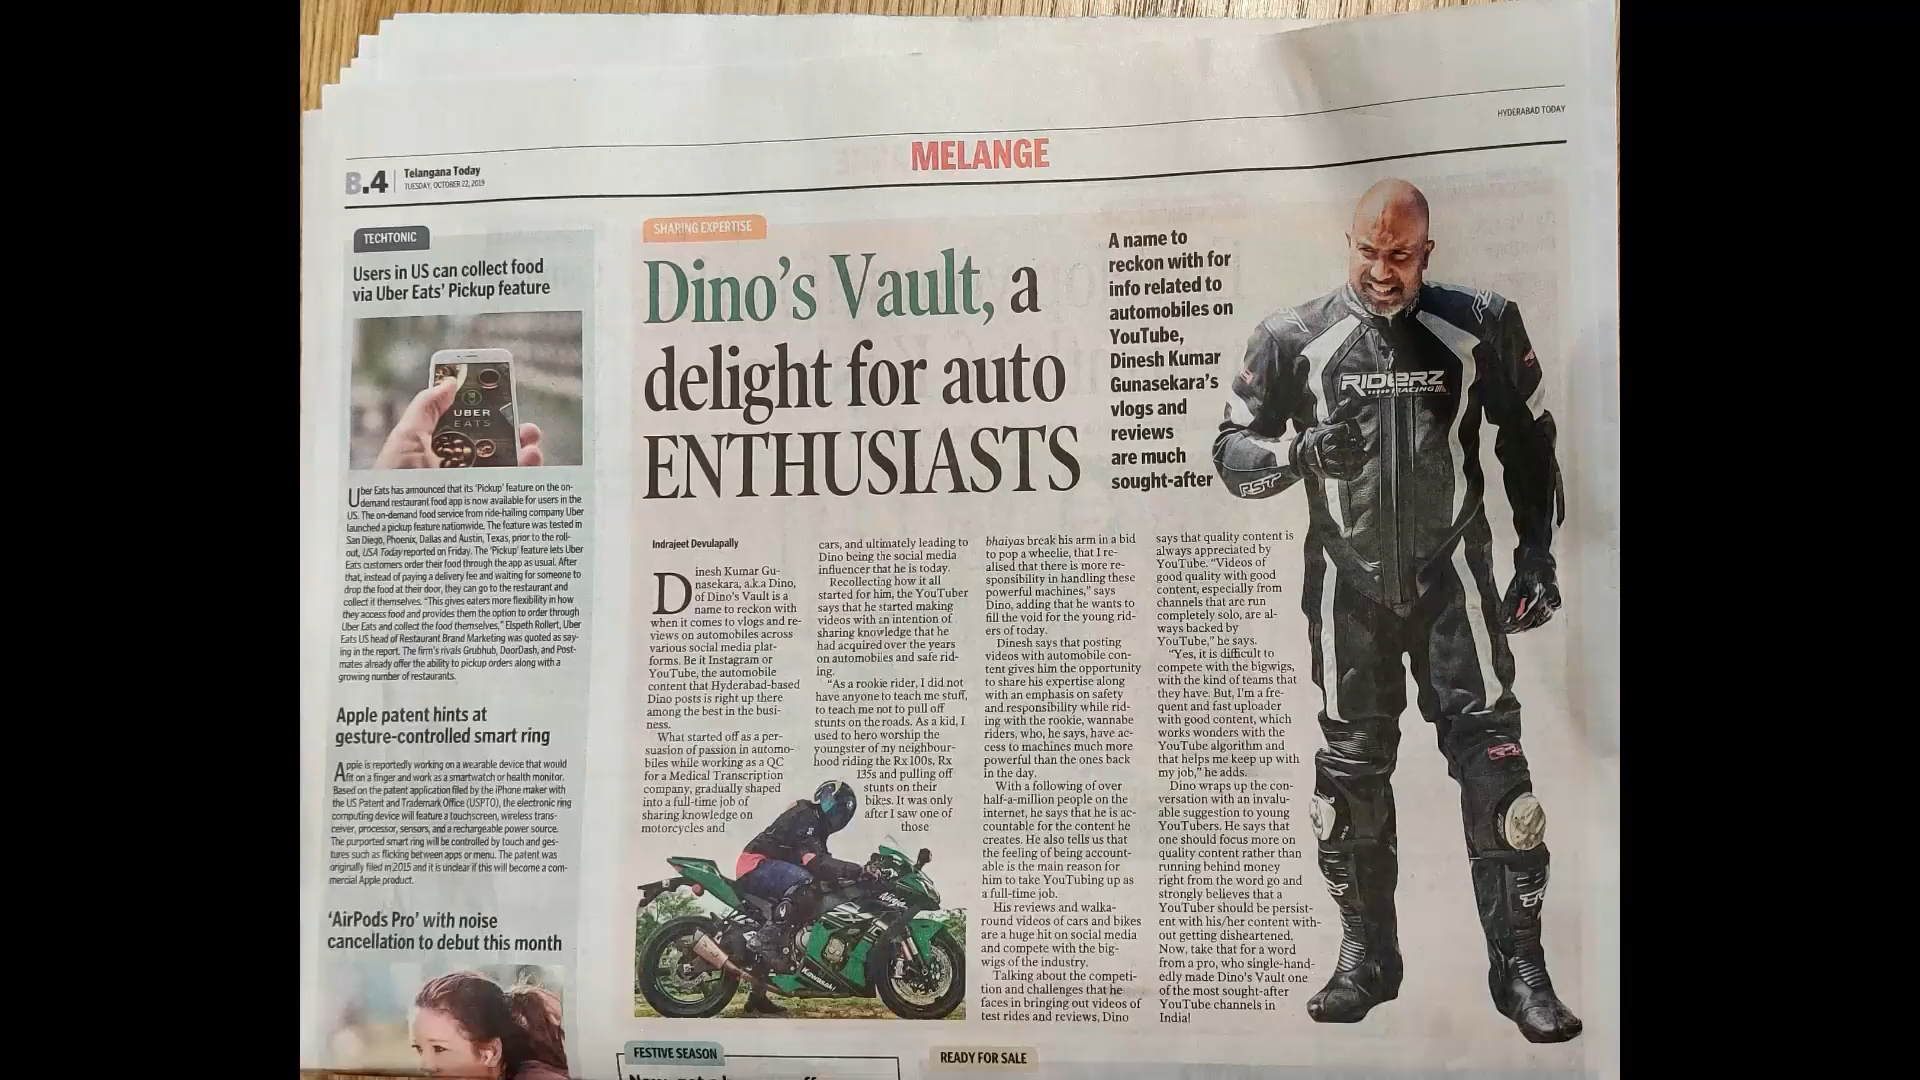 HYDERABAD TODAY
MELANGE
B.4
Telangana Today
TUESDAY, OCTOBER 22, 2019
TECHTONIC
Users in US can collect food
via Uber Eats' Pickup feature
UBER
EATS
Uber Eats has announced that its 'Pickup' feature on the on-
demand restaurant food app is now available for users in the
US. The on-demand food service from ride-hailing company Uber
launched a pickup feature nationwide. The feature was tested in
San Diego, Phoenix, Dallas and Austin, Texas, prior to the roll-
out, USA Today reported on Friday. The 'Pickup' feature lets Uber
Eats customers order their food through the app as usual. After
that, instead of paying a delivery fee and waiting for someone to
drop the food at their door, they can go to the restaurant and
collect it themselves. "This gives eaters more flexibility in how
they access food and provides them the option to order through
Uber Eats and collect the food themselves," Elspeth Rollert, Uber
Eats US head of Restaurant Brand Marketing was quoted as say-
ing in the report. The firm's rivals Grubhub, DoorDash, and Post-
mates already offer the ability to pickup orders along with a
growing number of restaurants.
Apple patent hints at
gesture-controlled smart ring
Apple is reportedly working on a wearable device that would
fit on a finger and work as a smartwatch or health monitor.
Based on the patent application filed by the iPhone maker with
the US Patent and Trademark Office (USPTO), the electronic ring
computing device will feature a touchscreen, wireless trans-
ceiver, processor, sensors, and a rechargeable power source.
The purported smart ring will be controlled by touch and ges-
tures such as flicking between apps or menu. The patent was
originally filed in 2015 and it is unclear if this will become a com-
mercial Apple product.
'AirPods Pro' with noise
cancellation to debut this month
SHARING EXPERTISE
Dino's Vault, a
delight for auto
ENTHUSIASTS
A name to
reckon with for
info related to
automobiles on
YouTube,
Dinesh Kumar
Gunasekara's
vlogs and
reviews
are much
sought-after
RIDERZ
RACING
RST
Indrajeet Devulapally
Dinesh Kumar Gu-
nasekara, a.k.a Dino,
of Dino's Vault is a
name to reckon with
when it comes to vlogs and re-
views on automobiles across
various social media plat-
forms. Be it Instagram or
YouTube, the automobile
content that Hyderabad-based
Dino posts is right up there
among the best in the busi-
ness.
What started off as a per-
suasion of passion in automo-
biles while working as a QC
for a Medical Transcription
company, gradually shaped
into a full-time job of
sharing knowledge on
motorcycles and
cars, and ultimately leading to
Dino being the social media
influencer that he is today.
Recollecting how it all
started for him, the YouTuber
says that he started making
videos with an intention of
sharing knowledge that he
had acquired over the years
on automobiles and safe rid-
ing.
"As a rookie rider, I did not
have anyone to teach me stuff,
to teach me not to pull off
stunts on the roads. As a kid, I
used to hero worship the
youngster of my neighbour-
hood riding the Rx 100s, Rx
135s and pulling off
stunts on their
bikes. It was only
after I saw one of
those
bhaiyas break his arm in a bid
to pop a wheelie, that I re-
alised that there is more re-
sponsibility in handling these
powerful machines," says
Dino, adding that he wants to
fill the void for the young rid-
ers of today.
Dinesh says that posting
videos with automobile con-
tent gives him the opportunity
to share his expertise along
with an emphasis on safety
and responsibility while rid-
ing with the rookie, wannabe
riders, who, he says, have ac-
cess to machines much more
powerful than the ones back
in the day.
With a following of over
half-a-million people on the
internet, he says that he is ac-
countable for the content he
creates. He also tells us that
the feeling of being account-
able is the main reason for
him to take YouTubing up as
a full-time job.
His reviews and walka-
round videos of cars and bikes
are a huge hit on social media
and compete with the big-
wigs of the industry.
Talking about the competi-
tion and challenges that he
faces in bringing out videos of
test rides and reviews, Dino
says that quality content is
always appreciated by
YouTube. "Videos of
good quality with good
content, especially from
channels that are run
completely solo, are al-
ways backed by
YouTube," he says.
"Yes, it is difficult to
compete with the bigwigs,
with the kind of teams that
they have. But, I'm a fre-
quent and fast uploader
with good content, which
works wonders with the
YouTube algorithm and
that helps me keep up with
my job," he adds.
Dino wraps up the con-
versation with an invalu-
able suggestion to young
YouTubers. He says that
one should focus more on
quality content rather than
running behind money
right from the word go and
strongly believes that a
YouTuber should be persist-
ent with his/her content with-
out getting disheartened.
Now, take that for a word
from a pro, who single-hand-
edly made Dino's Vault one
of the most sought-after
YouTube channels in
India!
Ninja
Kawasaki
FESTIVE SEASON
READY FOR SALE